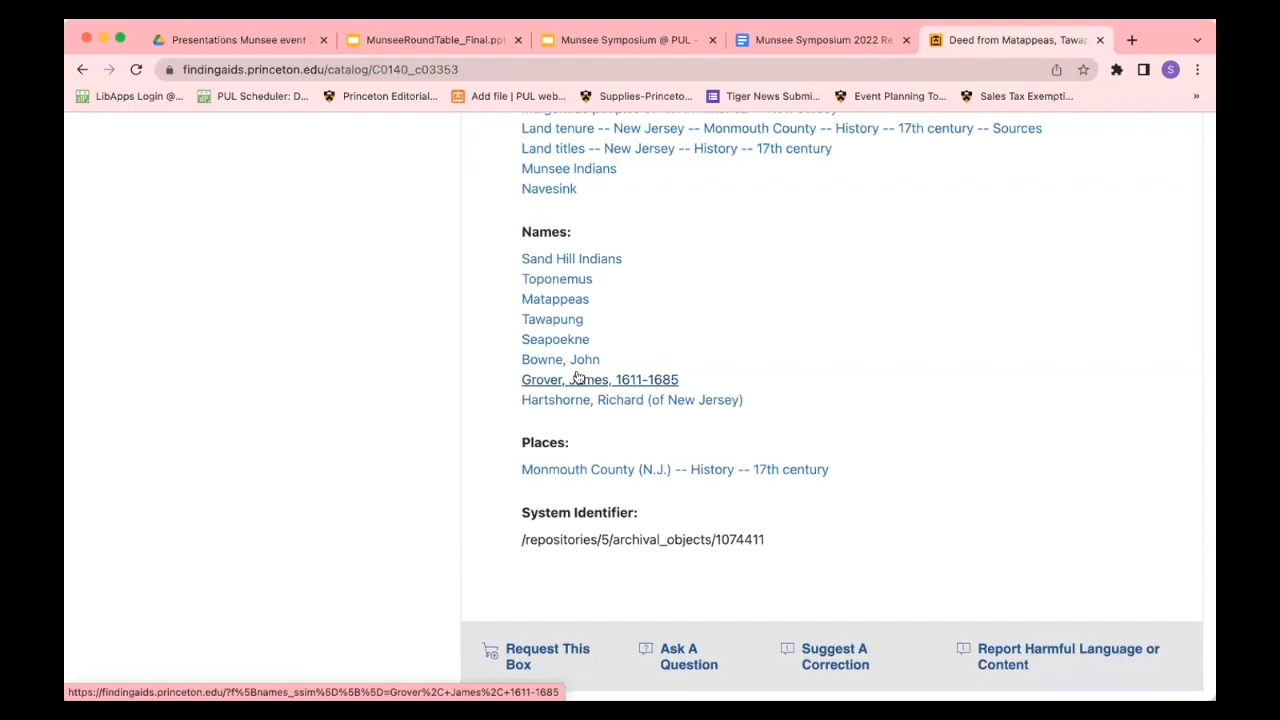 Presentations Munsee event
MunseeRoundTable_Final.ppt
Munsee Symposium @ PUL -
Munsee Symposium 2022 Re
Deed from Matappeas, Tawap
findingaids.princeton.edu/catalog/C0140_c03353
S
LibApps Login @...
PUL Scheduler: D...
Princeton Editorial...
Add file | PUL web...
Supplies-Princeto...
Tiger News Submi...
Event Planning To...
Sales Tax Exempti...
»
Land tenure -- New Jersey -- Monmouth County -- History -- 17th century -- Sources
Land titles -- New Jersey -- History -- 17th century
Munsee Indians
Navesink
Names:
Sand Hill Indians
Toponemus
Matappeas
Tawapung
Seapoekne
Bowne, John
Grover, James, 1611-1685
Hartshorne, Richard (of New Jersey)
Places:
Monmouth County (N.J.) -- History -- 17th century
System Identifier:
/repositories/5/archival_objects/1074411
Request This
Box
Ask A
Question
Suggest A
Correction
Report Harmful Language or
Content
https://findingaids.princeton.edu/?f%5Bnames_ssim%5D%5B%5D=Grover%2C+James%2C+1611-1685